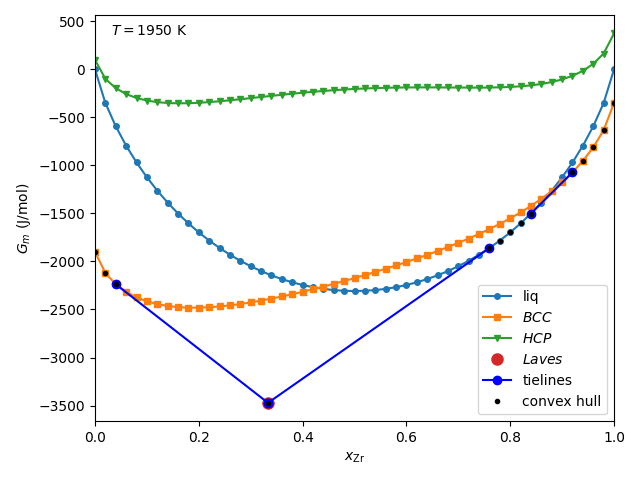 T = 1950 K
500
0
−500
−1000
−1500
−2000
−2500
−3000
−3500
G_m (J/mol)
0.0
0.2
0.4
0.6
0.8
1.0
x_Zr
liq
BCC
HCP
Laves
tielines
convex hull